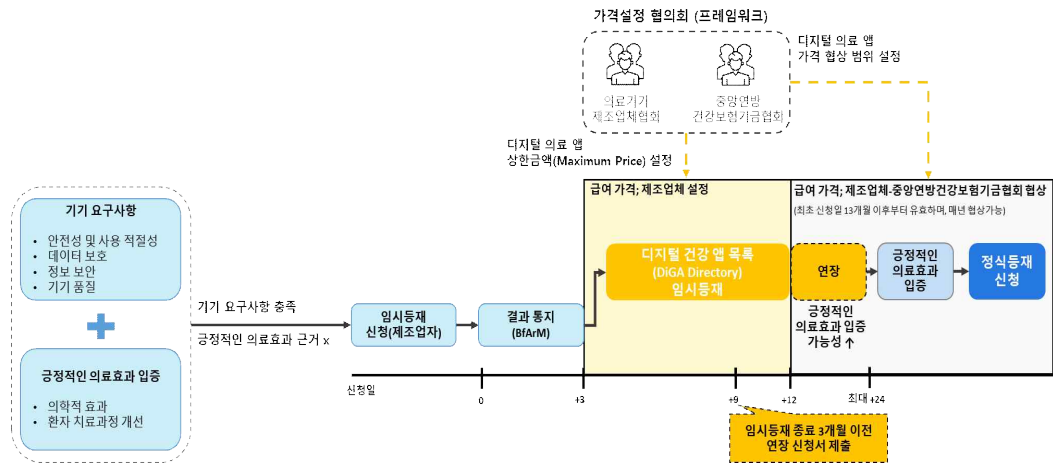 가격설정 협의회 (프레임워크)
의료기기
제조업체협회
중앙연방
건강보험기금협회
디지털 의료 앱
가격 협상 범위 설정
디지털 의료 앱
상한금액(Maximum Price) 설정
급여 가격; 제조업체 설정
급여 가격; 제조업체-중앙연방건강보험기금협회 협상
(최초 신청일 13개월 이후부터 유효하며, 매년 협상가능)
기기 요구사항
• 안전성 및 사용 적절성
• 데이터 보호
• 정보 보안
• 기기 품질
긍정적인 의료효과 입증
• 의학적 효과
• 환자 치료과정 개선
기기 요구사항 충족
긍정적인 의료효과 근거 x
임시등재
신청(제조업자)
결과 통지
(BfArM)
디지털 건강 앱 목록
(DiGA Directory)
임시등재
연장
긍정적인
의료효과 입증
가능성 ↑
긍정적인
의료효과
입증
정식등재
신청
신청일
0
+3
+9
+12
최대 +24
임시등재 종료 3개월 이전
연장 신청서 제출